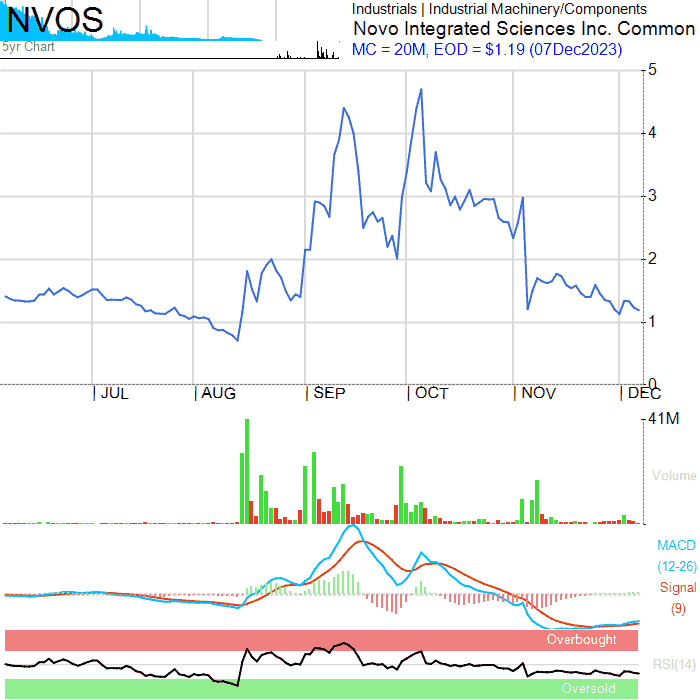 NVOS
5yr Chart
Industrials | Industrial Machinery/Components
Novo Integrated Sciences Inc. Common
MC = 20M, EOD = $1.19 (07Dec2023)
5
4
3
2
1
0
JUL
AUG
SEP
OCT
NOV
DEC
41M
Volume
MACD
(12-26)
Signal
(9)
Overbought
RSI(14)
Oversold